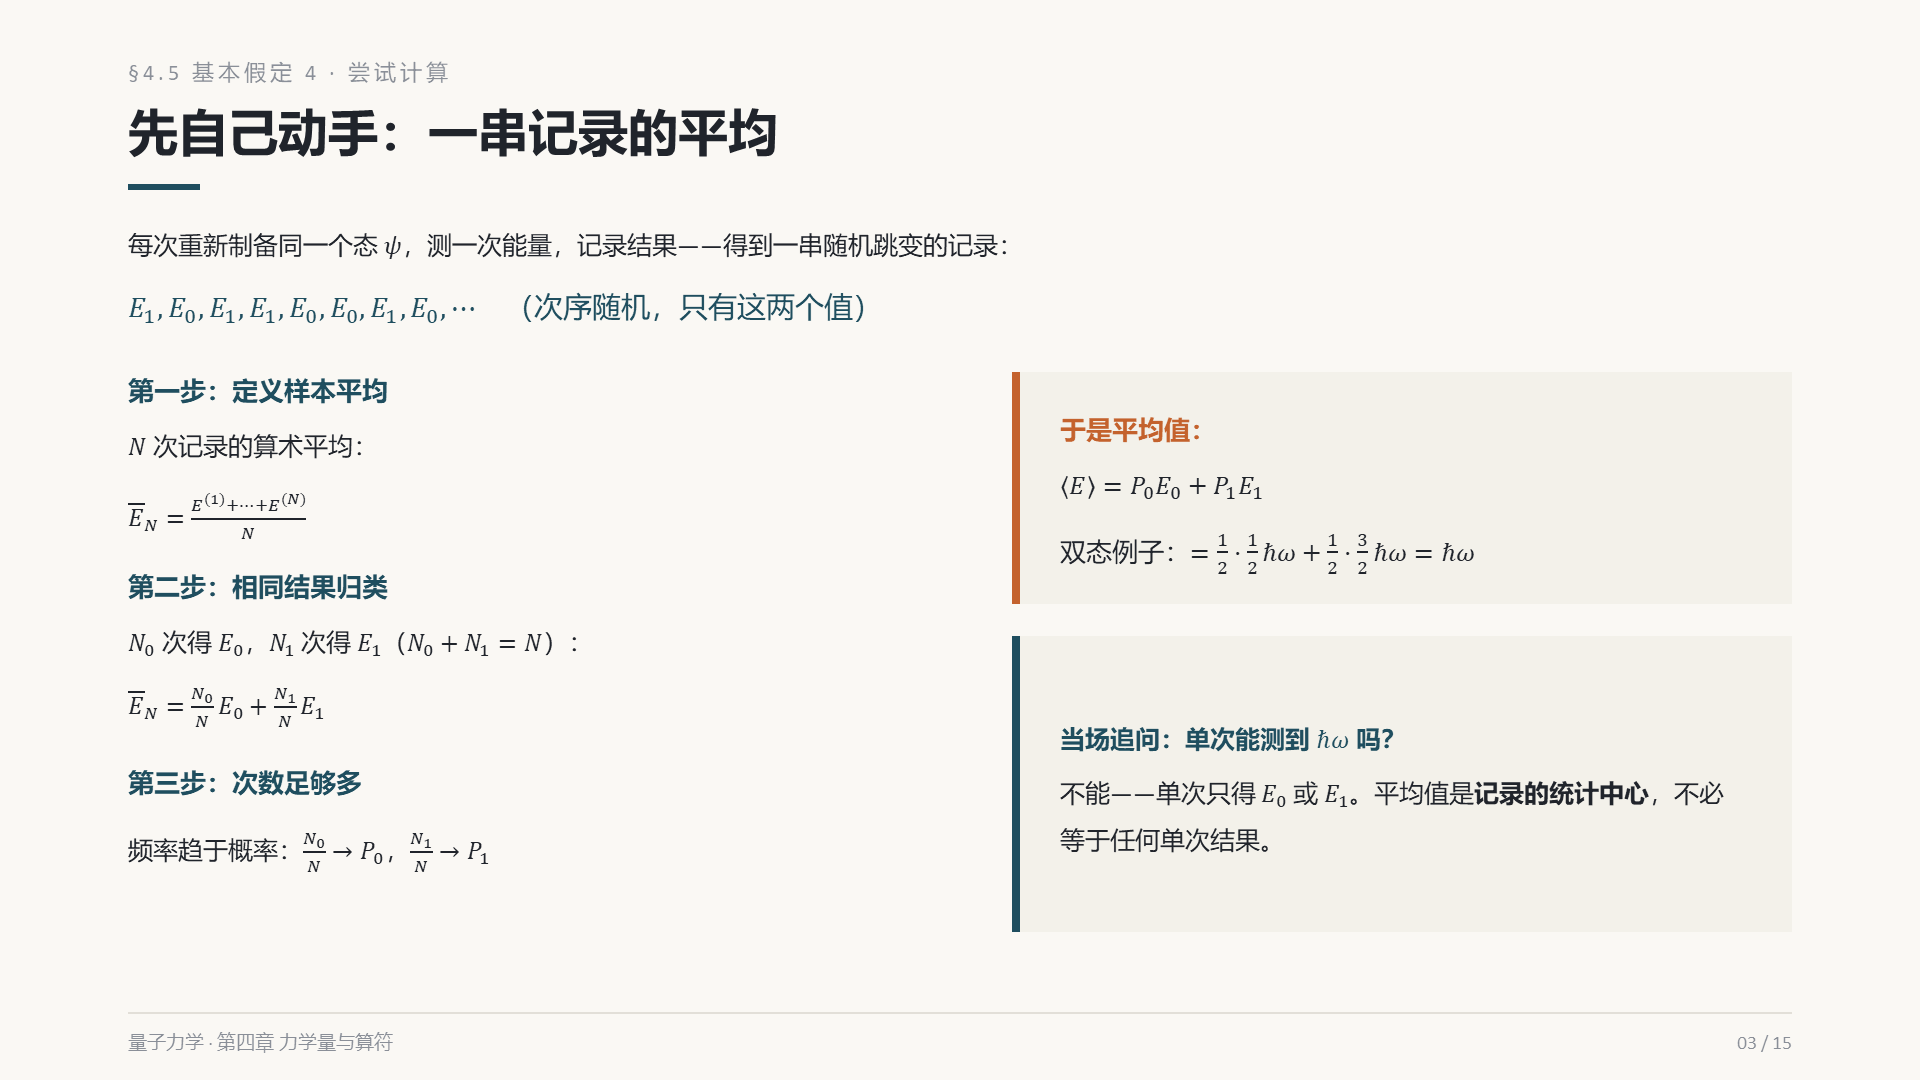 §4.5 基本假定 4 · 尝试计算
先自己动手：一串记录的平均
每次重新制备同一个态 ψ，测一次能量，记录结果——得到一串随机跳变的记录：
E₁, E₀, E₁, E₁, E₀, E₀, E₁, E₀, ⋯ （次序随机，只有这两个值）
第一步：定义样本平均
N 次记录的算术平均：
E̅_N = (E⁽¹⁾+⋯+E⁽ᴺ⁾)/N
第二步：相同结果归类
N₀ 次得 E₀，N₁ 次得 E₁（N₀ + N₁ = N）：
E̅_N = N₀/N E₀ + N₁/N E₁
第三步：次数足够多
频率趋于概率：N₀/N → P₀，N₁/N → P₁
于是平均值：
⟨E⟩ = P₀E₀ + P₁E₁
双态例子：= 1/2 · 1/2 ℏω + 1/2 · 3/2 ℏω = ℏω
当场追问：单次能测到 ℏω 吗？
不能——单次只得 E₀ 或 E₁。平均值是记录的统计中心，不必
等于任何单次结果。
量子力学 · 第四章 力学量与算符
03 / 15